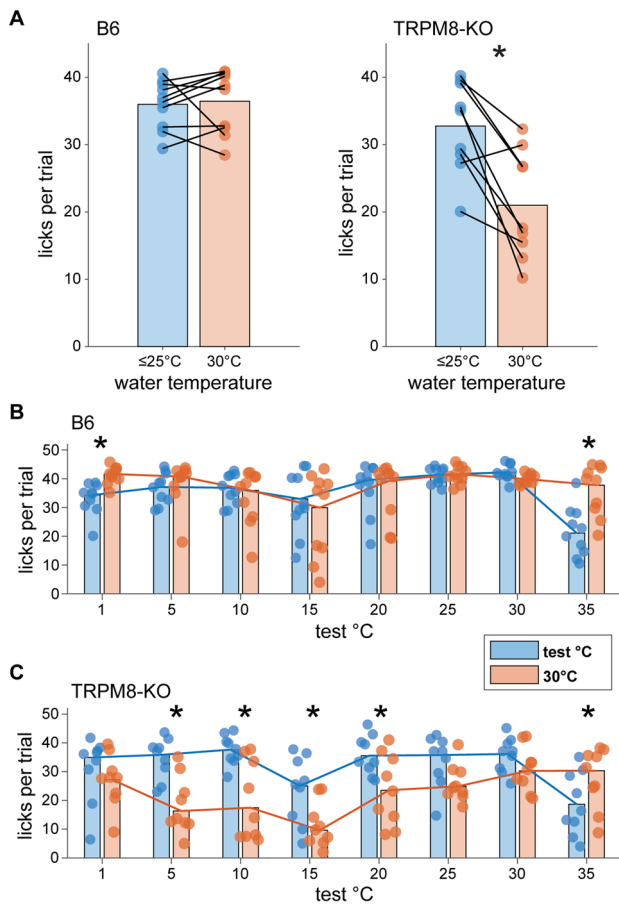 A
B6
TRPM8-KO
*
licks per trial
40
30
20
10
0
≤25°C 30°C
water temperature
licks per trial
40
30
20
10
0
≤25°C 30°C
water temperature
B
B6
* *
licks per trial
50
40
30
20
10
0
1 5 10 15 20 25 30 35
test °C
test °C
30°C
C
TRPM8-KO
* * * * *
licks per trial
50
40
30
20
10
0
1 5 10 15 20 25 30 35
test °C